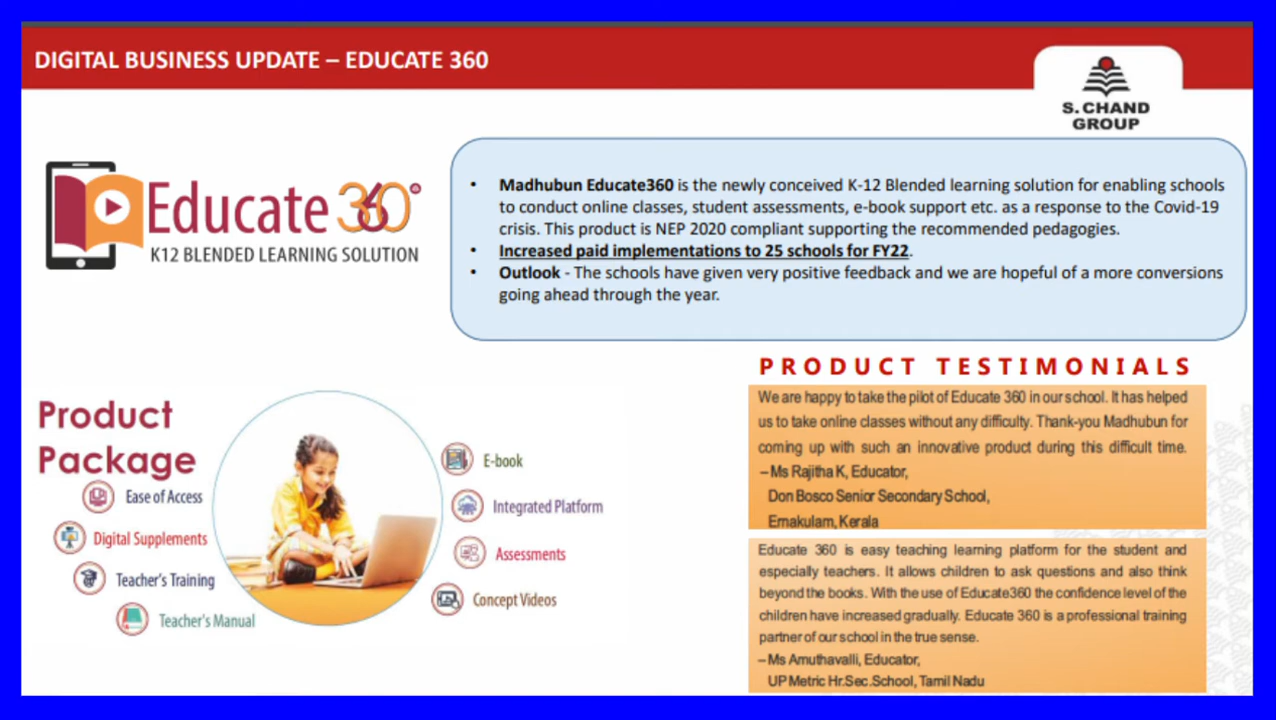 DIGITAL BUSINESS UPDATE – EDUCATE 360
S. CHAND
GROUP
Educate 360°
K12 BLENDED LEARNING SOLUTION
• Madhubun Educate360 is the newly conceived K-12 Blended learning solution for enabling schools
to conduct online classes, student assessments, e-book support etc. as a response to the Covid-19
crisis. This product is NEP 2020 compliant supporting the recommended pedagogies.
• Increased paid implementations to 25 schools for FY22.
• Outlook - The schools have given very positive feedback and we are hopeful of a more conversions
going ahead through the year.
Product
Package
Ease of Access
Digital Supplements
Teacher's Training
Teacher's Manual
E-book
Integrated Platform
Assessments
Concept Videos
PRODUCT TESTIMONIALS
We are happy to take the pilot of Educate 360 in our school. It has helped
us to take online classes without any difficulty. Thank-you Madhubun for
coming up with such an innovative product during this difficult time.
– Ms Rajitha K, Educator,
Don Bosco Senior Secondary School,
Ernakulam, Kerala
Educate 360 is easy teaching learning platform for the student and
especially teachers. It allows children to ask questions and also think
beyond the books. With the use of Educate360 the confidence level of the
children have increased gradually. Educate 360 is a professional training
partner of our school in the true sense.
– Ms Amuthavalli, Educator,
UP Metric Hr.Sec.School, Tamil Nadu